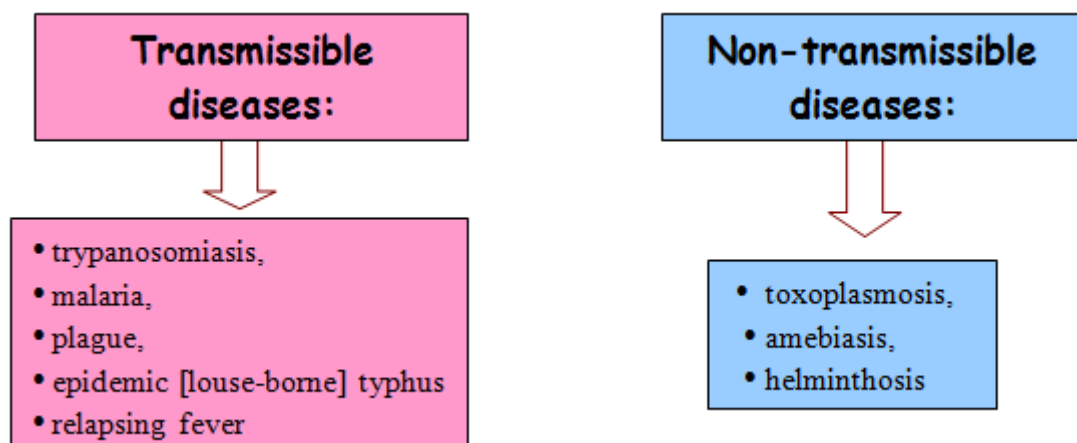 Transmissible
diseases:
• trypanosomiasis,
• malaria,
• plague,
• epidemic [louse-borne] typhus
• relapsing fever
Non-transmissible
diseases:
• toxoplasmosis,
• amebiasis,
• helminthosis